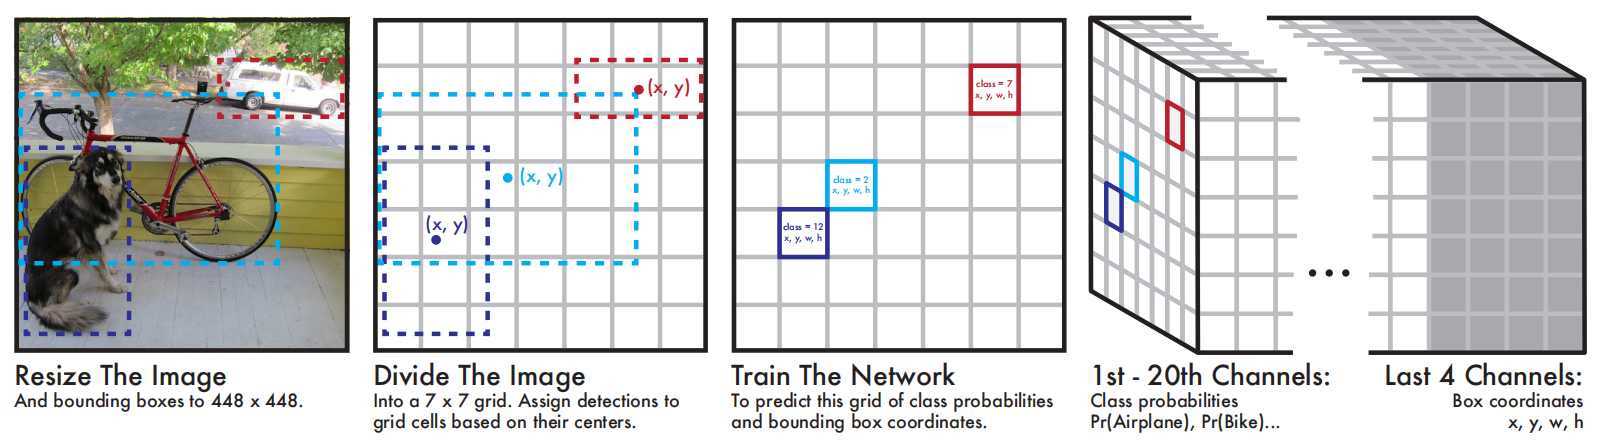 (x, y)
(x, y)
(x, y)
class = 7
x, y, w, h
class = 2
x, y, w, h
class = 12
x, y, w, h
Resize The Image
And bounding boxes to 448 x 448.
Divide The Image
Into a 7 x 7 grid. Assign detections to
grid cells based on their centers.
Train The Network
To predict this grid of class probabilities
and bounding box coordinates.
1st - 20th Channels:
Class probabilities
Pr(Airplane), Pr(Bike)...
Last 4 Channels:
Box coordinates
x, y, w, h